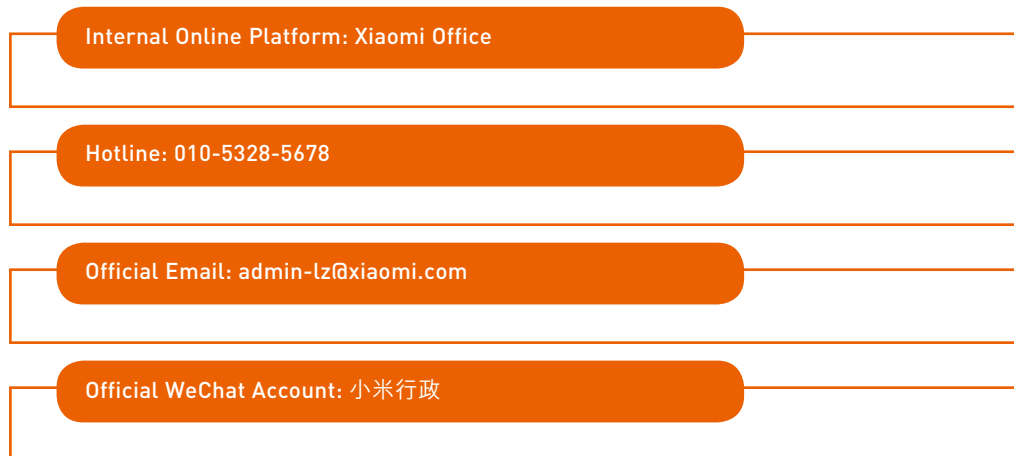 Internal Online Platform: Xiaomi Office
Hotline: 010-5328-5678
Official Email: admin-lz@xiaomi.com
Official WeChat Account: 小米行政